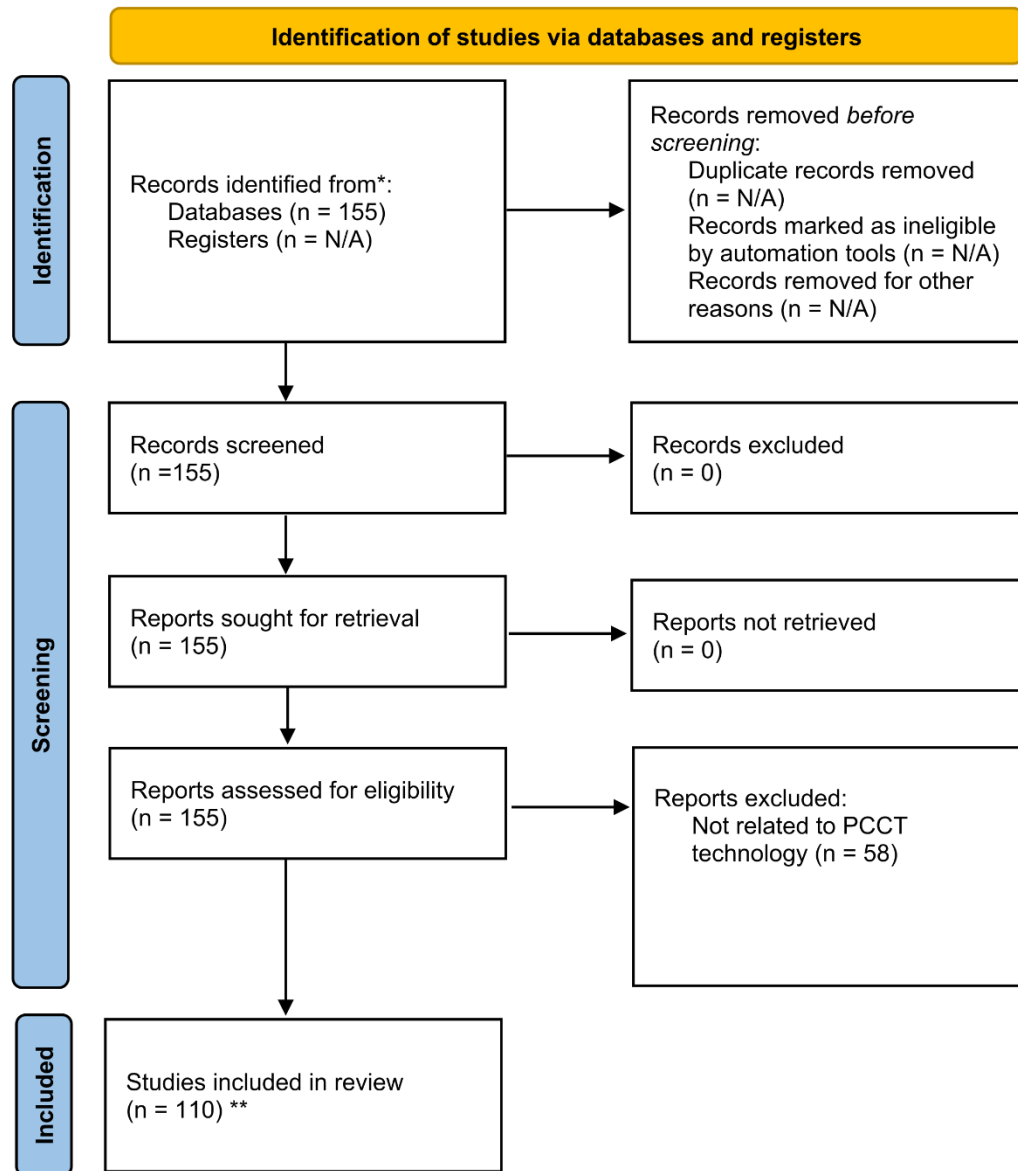 Identification of studies via databases and registers
Identification
Records identified from*:
Databases (n = 155)
Registers (n = N/A)
Records removed before
screening:
Duplicate records removed
(n = N/A)
Records marked as ineligible
by automation tools (n = N/A)
Records removed for other
reasons (n = N/A)
Screening
Records screened
(n =155)
Records excluded
(n = 0)
Reports sought for retrieval
(n = 155)
Reports not retrieved
(n = 0)
Reports assessed for eligibility
(n = 155)
Reports excluded:
Not related to PCCT
technology (n = 58)
Included
Studies included in review
(n = 110) **